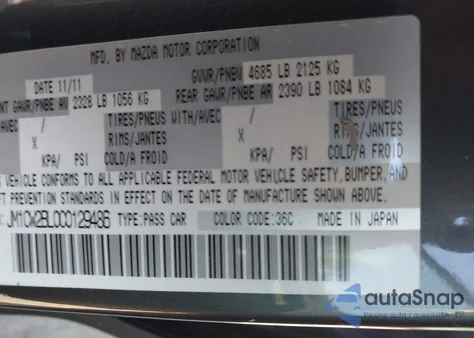 MFD. BY MAZDA MOTOR CORPORATION
DATE 11/11 GVWR/PNBV 4685 LB 2125 KG
NT GAWR/PNBE AV 2328 LB 1056 KG REAR GAWR/PNBE AR 2390 LB 1084 KG
/AVEC TIRES/PNEUS WITH/AVEC TIRES/PNEUS
X RIMS/JANTES X RIMS/JANTES
KPA/ PSI COLD/A FROID KPA/ PSI COLD/A FROID
S VEHICLE CONFORMS TO ALL APPLICABLE FEDERAL MOTOR VEHICLE SAFETY, BUMPER, AND
FT PREVENTION STANDARDS IN EFFECT ON THE DATE OF MANUFACTURE SHOWN ABOVE.
JM1CW2BL0C0129486 TYPE:PASS CAR COLOR CODE:36C MADE IN JAPAN
autoSnap